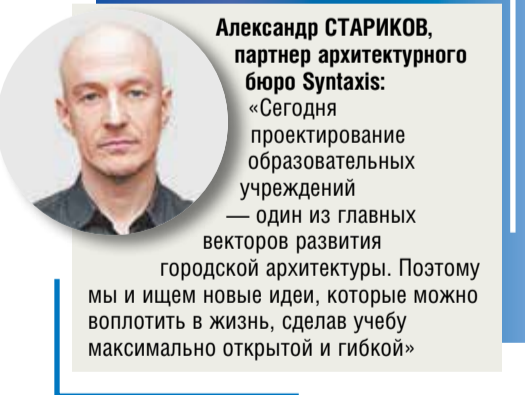 Александр СТАРИКОВ,
партнер архитектурного
бюро Syntaxis:
«Сегодня
проектирование
образовательных
учреждений
— один из главных
векторов развития
городской архитектуры. Поэтому
мы и ищем новые идеи, которые можно
воплотить в жизнь, сделав учебу
максимально открытой и гибкой»